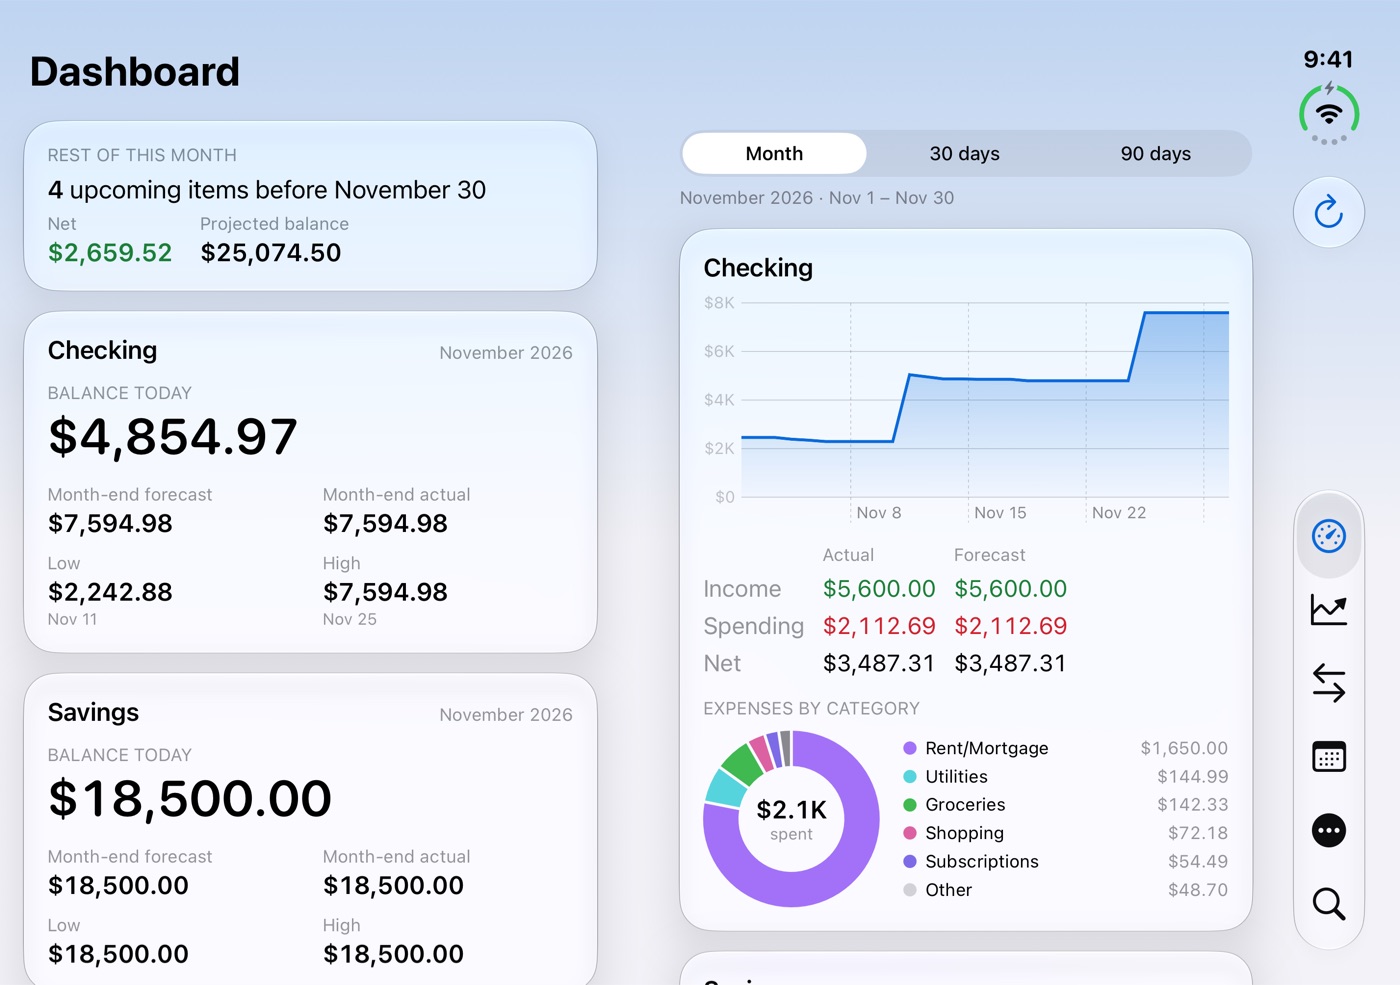 Dashboard
REST OF THIS MONTH
4 upcoming items before November 30
Net Projected balance
$2,659.52 $25,074.50
Checking November 2026
BALANCE TODAY
$4,854.97
Month-end forecast Month-end actual
$7,594.98 $7,594.98
Low High
$2,242.88 $7,594.98
Nov 11 Nov 25
Savings November 2026
BALANCE TODAY
$18,500.00
Month-end forecast Month-end actual
$18,500.00 $18,500.00
Low High
$18,500.00 $18,500.00
Month 30 days 90 days
November 2026 · Nov 1 – Nov 30
Checking
$8K
$6K
$4K
$2K
$0
Nov 8 Nov 15 Nov 22
Actual Forecast
Income $5,600.00 $5,600.00
Spending $2,112.69 $2,112.69
Net $3,487.31 $3,487.31
EXPENSES BY CATEGORY
$2.1K
spent
Rent/Mortgage $1,650.00
Utilities $144.99
Groceries $142.33
Shopping $72.18
Subscriptions $54.49
Other $48.70
9:41